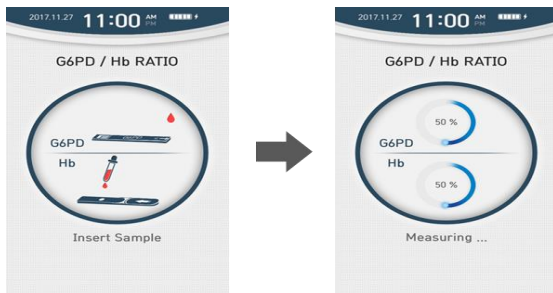 2017.11.27 11:00 AM PM
G6PD / Hb RATIO
G6PD
Hb
Insert Sample
2017.11.27 11:00 AM PM
G6PD / Hb RATIO
50 %
G6PD
Hb
50 %
Measuring ...